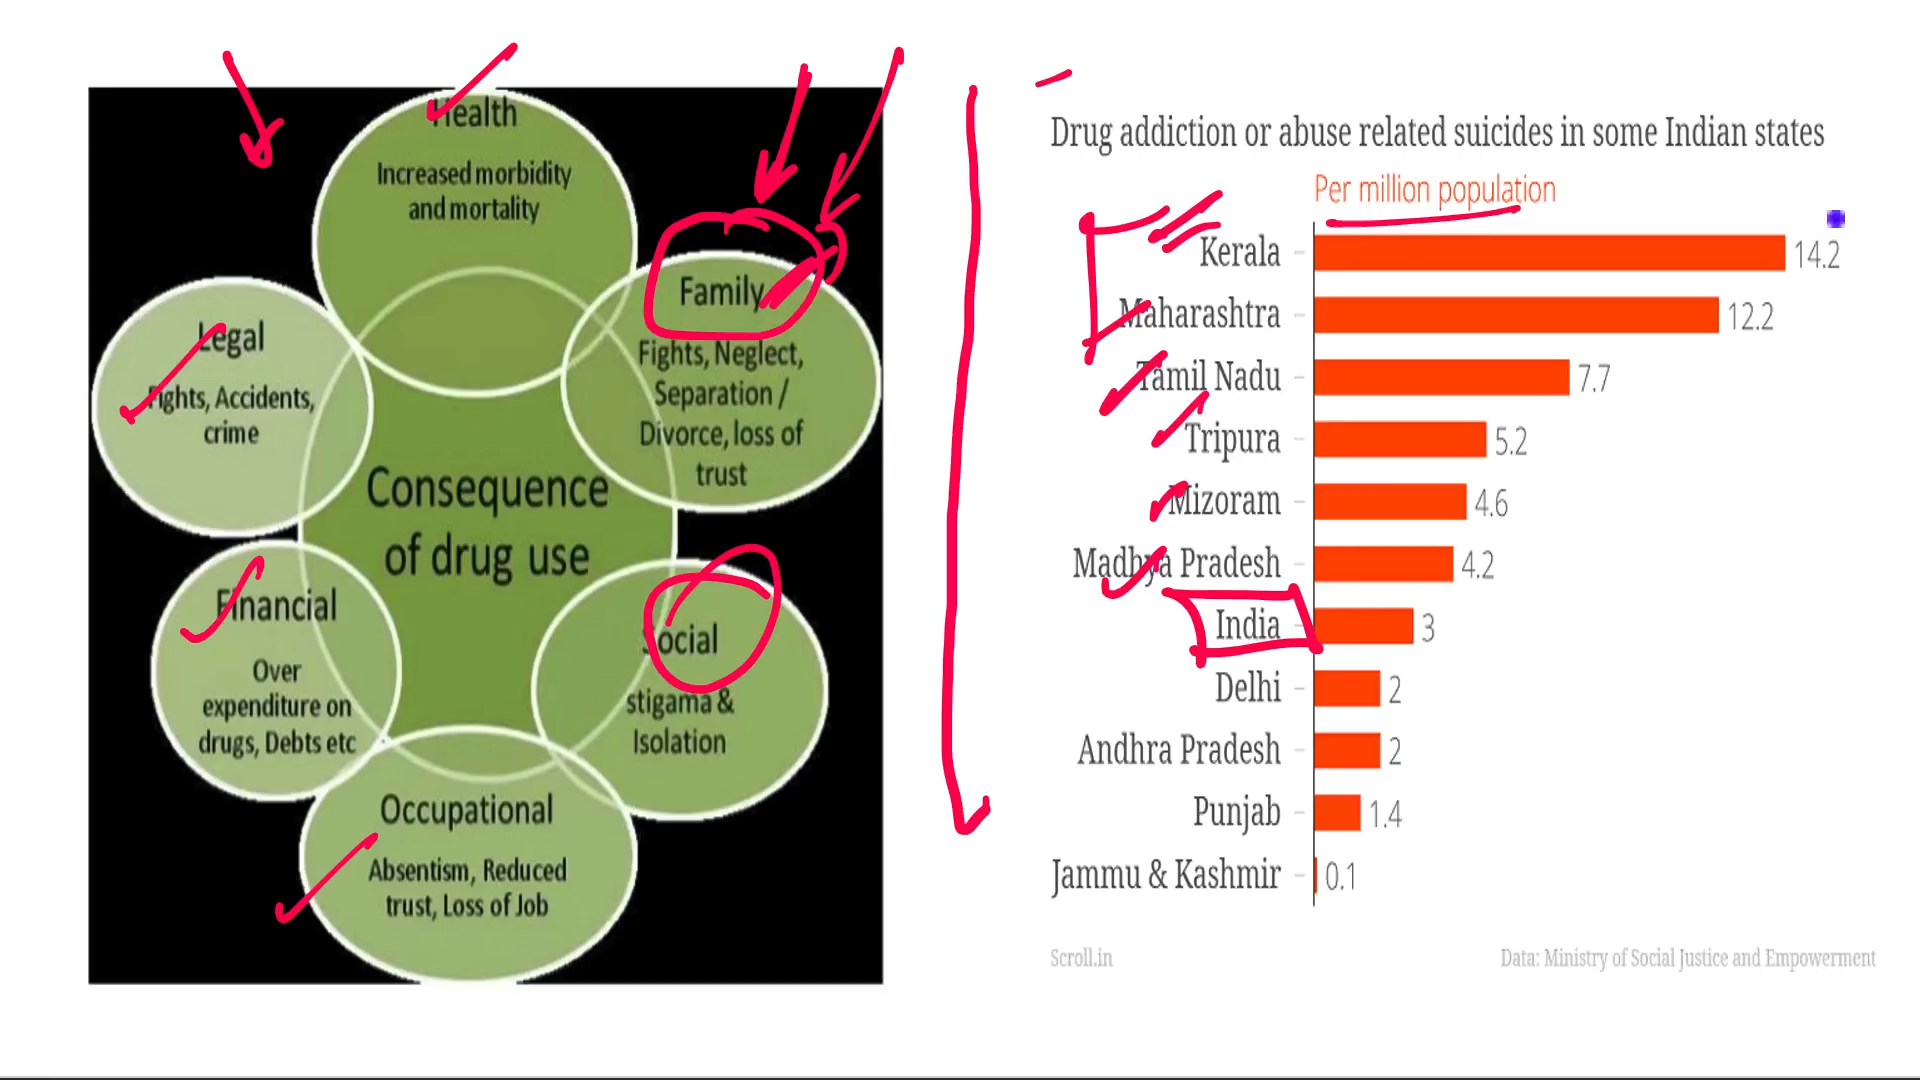 Health
Increased morbidity
and mortality
Family
Fights, Neglect,
Separation /
Divorce, loss of
trust
Legal
Fights, Accidents,
crime
Consequence
of drug use
Financial
Over
expenditure on
drugs, Debts etc
Social
stigama &
Isolation
Occupational
Absentism, Reduced
trust, Loss of Job
Drug addiction or abuse related suicides in some Indian states
Per million population
Kerala 14.2
Maharashtra 12.2
Tamil Nadu 7.7
Tripura 5.2
Mizoram 4.6
Madhya Pradesh 4.2
India 3
Delhi 2
Andhra Pradesh 2
Punjab 1.4
Jammu & Kashmir 0.1
Scroll.in
Data: Ministry of Social Justice and Empowerment